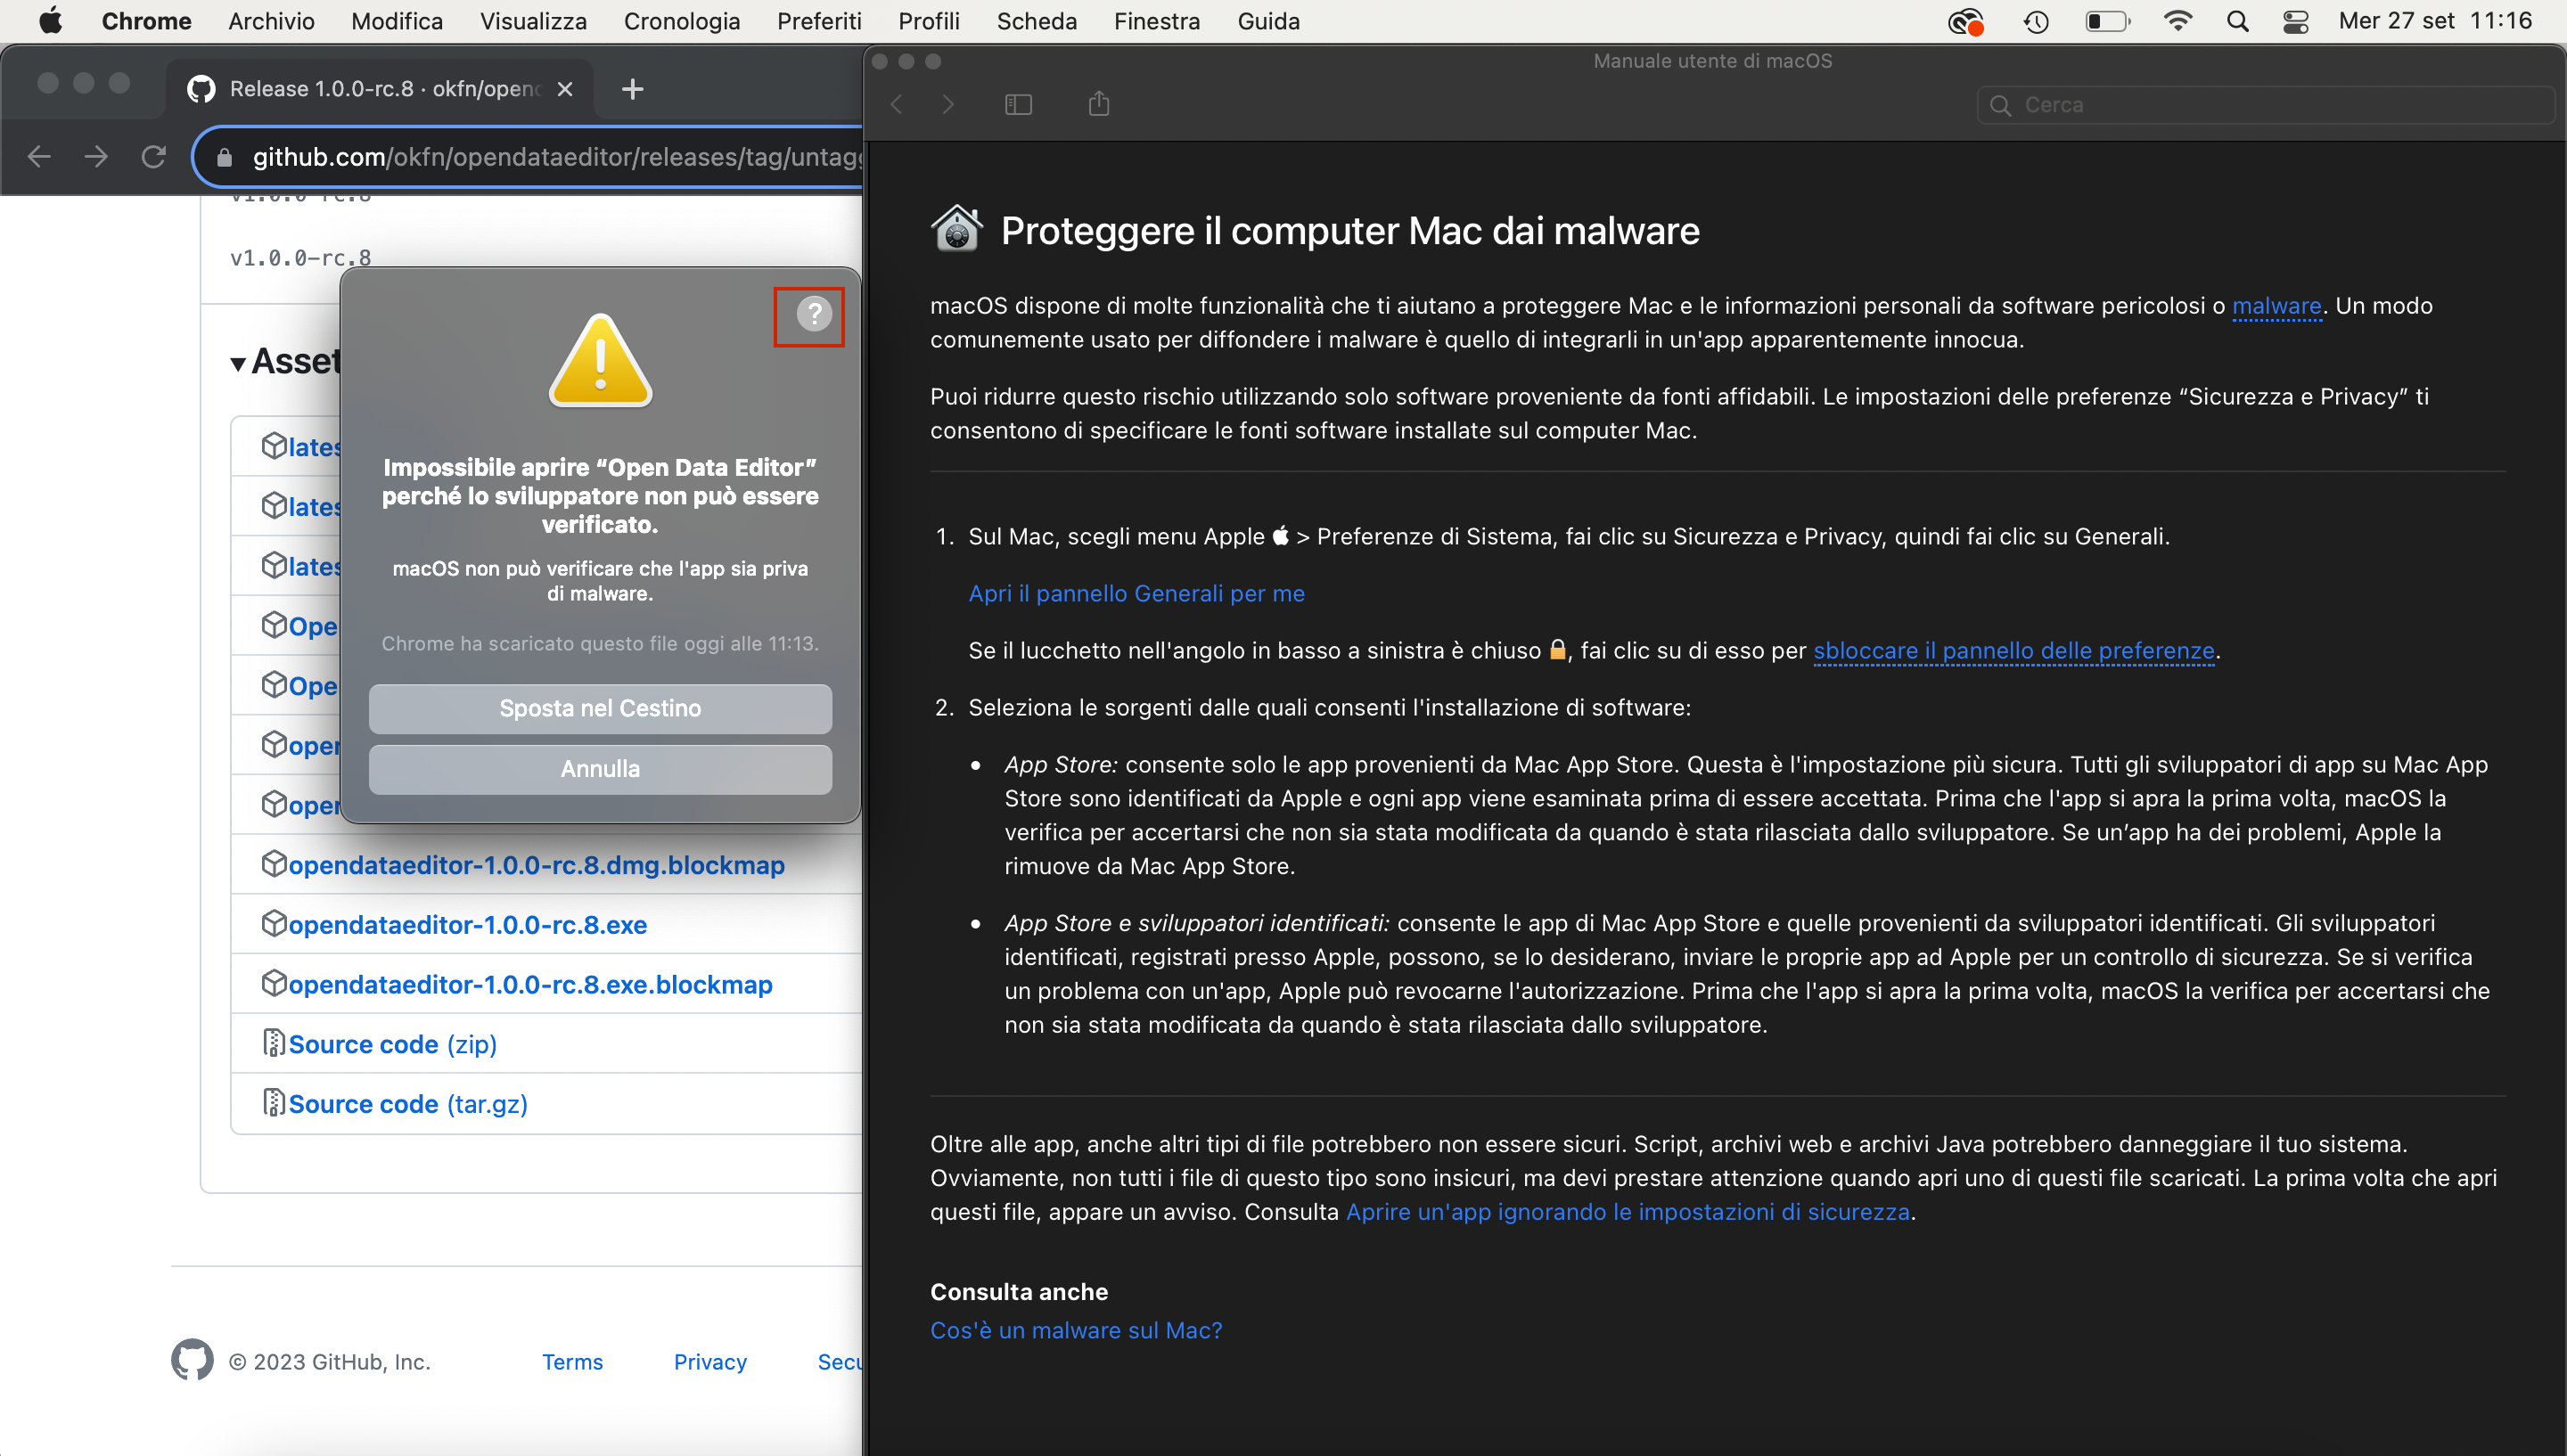 Chrome Archivio Modifica Visualizza Cronologia Preferiti Profili Scheda Finestra Guida Mer 27 set 11:16
Release 1.0.0-rc.8 · okfn/open
github.com/okfn/opendataeditor/releases/tag/untagg
v1.0.0-rc.8
v1.0.0-rc.8
Asset
lates
lates
lates
Ope
Ope
oper
oper
opendataeditor-1.0.0-rc.8.dmg.blockmap
opendataeditor-1.0.0-rc.8.exe
opendataeditor-1.0.0-rc.8.exe.blockmap
Source code (zip)
Source code (tar.gz)
© 2023 GitHub, Inc. Terms Privacy Secu
?
Impossibile aprire “Open Data Editor”
perché lo sviluppatore non può essere
verificato.
macOS non può verificare che l'app sia priva
di malware.
Chrome ha scaricato questo file oggi alle 11:13.
Sposta nel Cestino
Annulla
Manuale utente di macOS
Cerca
Proteggere il computer Mac dai malware
macOS dispone di molte funzionalità che ti aiutano a proteggere Mac e le informazioni personali da software pericolosi o malware. Un modo
comunemente usato per diffondere i malware è quello di integrarli in un'app apparentemente innocua.
Puoi ridurre questo rischio utilizzando solo software proveniente da fonti affidabili. Le impostazioni delle preferenze “Sicurezza e Privacy” ti
consentono di specificare le fonti software installate sul computer Mac.
1. Sul Mac, scegli menu Apple > Preferenze di Sistema, fai clic su Sicurezza e Privacy, quindi fai clic su Generali.
Apri il pannello Generali per me
Se il lucchetto nell'angolo in basso a sinistra è chiuso 🔒, fai clic su di esso per sbloccare il pannello delle preferenze.
2. Seleziona le sorgenti dalle quali consenti l'installazione di software:
• App Store: consente solo le app provenienti da Mac App Store. Questa è l'impostazione più sicura. Tutti gli sviluppatori di app su Mac App
Store sono identificati da Apple e ogni app viene esaminata prima di essere accettata. Prima che l'app si apra la prima volta, macOS la
verifica per accertarsi che non sia stata modificata da quando è stata rilasciata dallo sviluppatore. Se un’app ha dei problemi, Apple la
rimuove da Mac App Store.
• App Store e sviluppatori identificati: consente le app di Mac App Store e quelle provenienti da sviluppatori identificati. Gli sviluppatori
identificati, registrati presso Apple, possono, se lo desiderano, inviare le proprie app ad Apple per un controllo di sicurezza. Se si verifica
un problema con un'app, Apple può revocarne l'autorizzazione. Prima che l'app si apra la prima volta, macOS la verifica per accertarsi che
non sia stata modificata da quando è stata rilasciata dallo sviluppatore.
Oltre alle app, anche altri tipi di file potrebbero non essere sicuri. Script, archivi web e archivi Java potrebbero danneggiare il tuo sistema.
Ovviamente, non tutti i file di questo tipo sono insicuri, ma devi prestare attenzione quando apri uno di questi file scaricati. La prima volta che apri
questi file, appare un avviso. Consulta Aprire un'app ignorando le impostazioni di sicurezza.
Consulta anche
Cos'è un malware sul Mac?